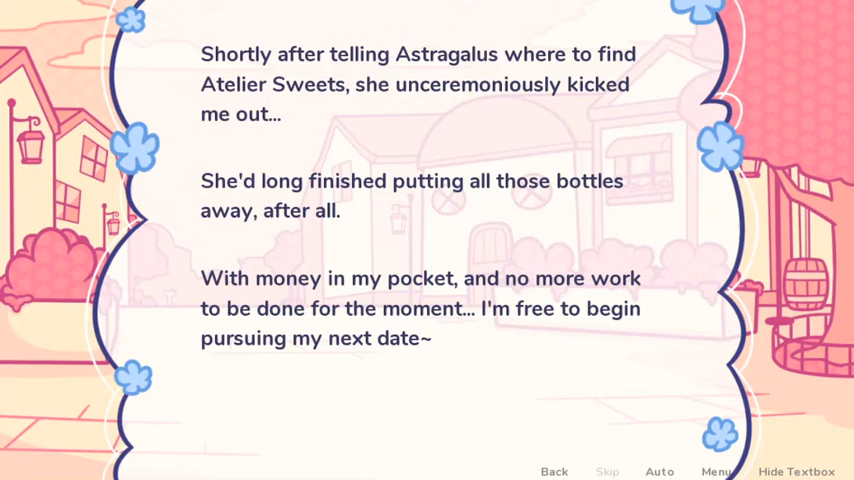 Shortly after telling Astragalus where to find
Atelier Sweets, she unceremoniously kicked
me out...
She'd long finished putting all those bottles
away, after all.
With money in my pocket, and no more work
to be done for the moment... I'm free to begin
pursuing my next date~
Back Skip Auto Menu Hide Textbox